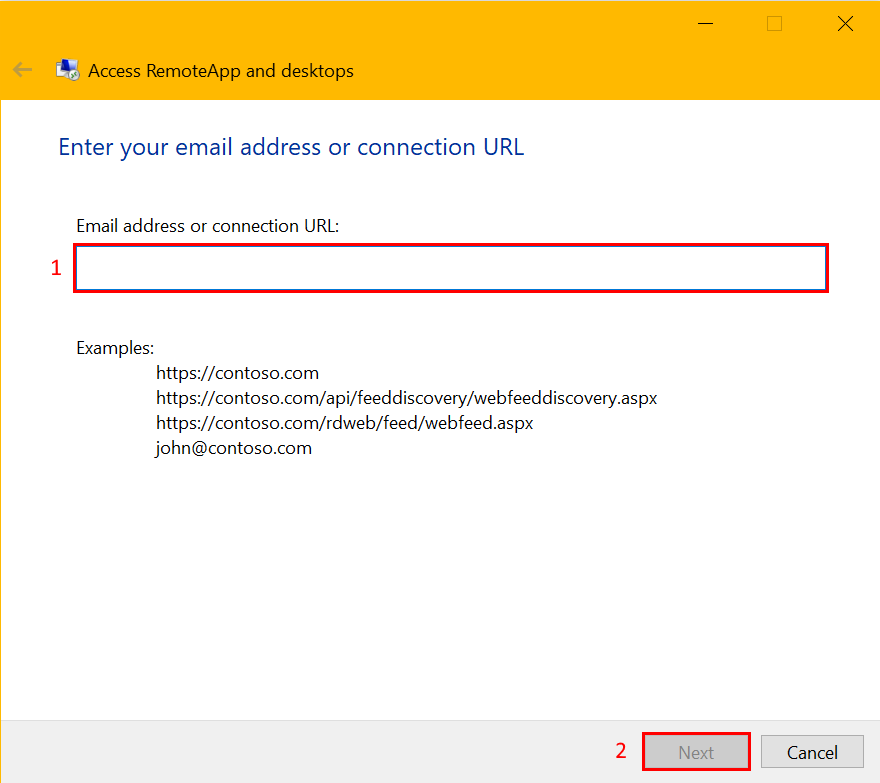 Access RemoteApp and desktops
Enter your email address or connection URL
Email address or connection URL:
1
Examples:
https://contoso.com
https://contoso.com/api/feeddiscovery/webfeeddiscovery.aspx
https://contoso.com/rdweb/feed/webfeed.aspx
john@contoso.com
2 Next Cancel